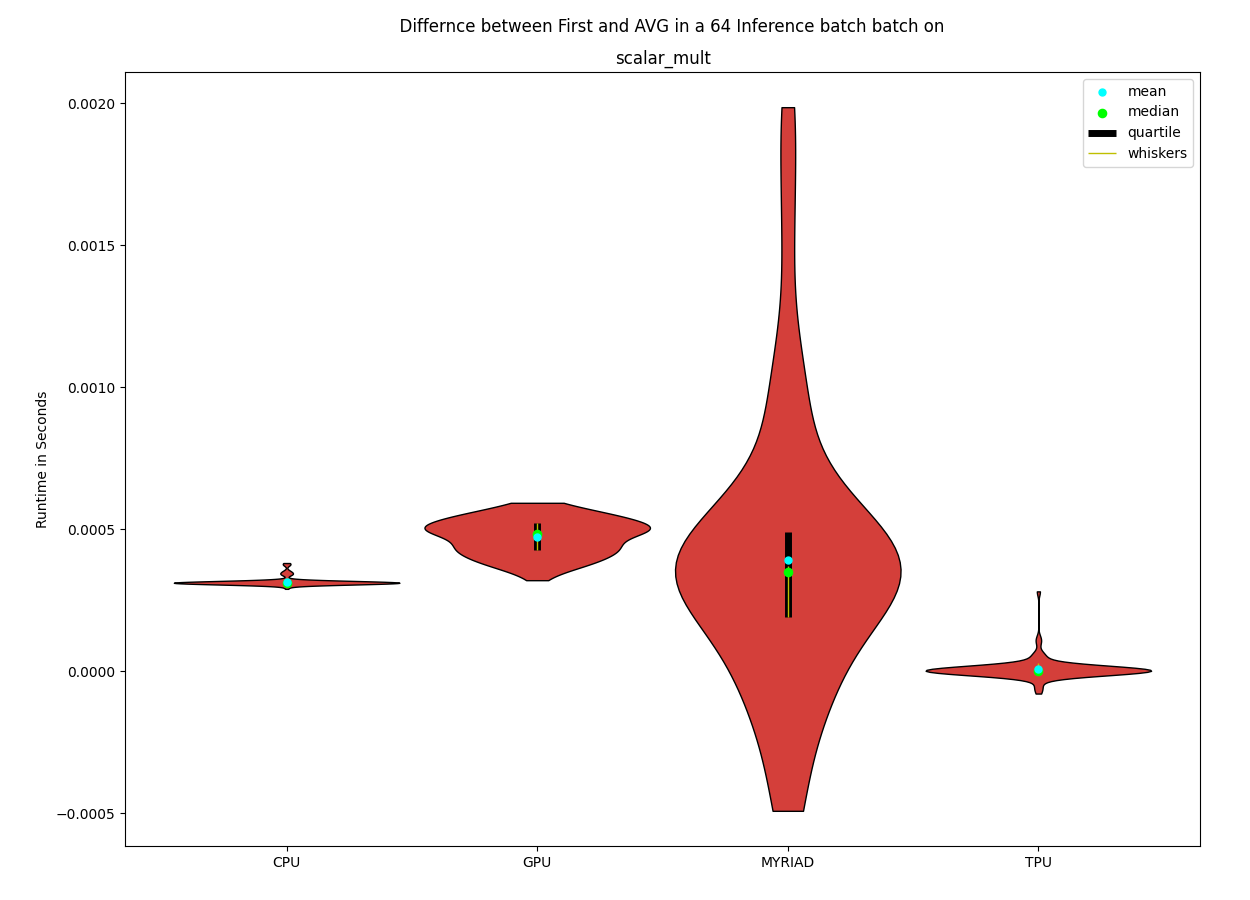 Differnce between First and AVG in a 64 Inference batch batch on
scalar_mult
mean
median
quartile
whiskers
0.0020
0.0015
0.0010
0.0005
0.0000
−0.0005
Runtime in Seconds
CPU GPU MYRIAD TPU